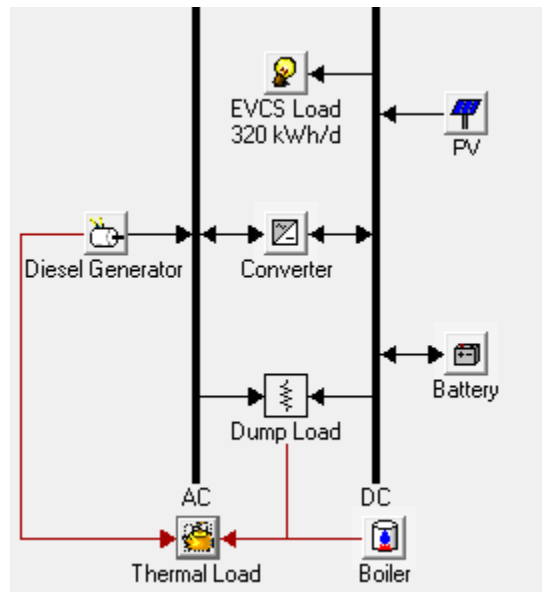 EVCS Load
320 kWh/d
PV
Diesel Generator
Converter
Battery
Dump Load
AC
DC
Thermal Load
Boiler